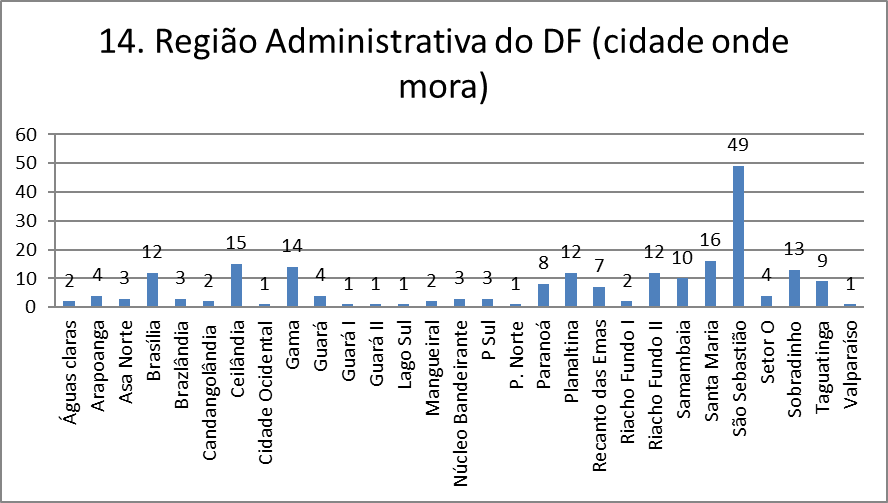 14. Região Administrativa do DF (cidade onde
mora)
60
50
40
30
20
10
0
2
4
3
12
3
2
15
1
14
4
1
1
1
2
3
3
1
8
12
7
2
12
10
16
49
4
13
9
1
Águas claras
Arapoanga
Asa Norte
Brasília
Brazlândia
Candangolândia
Ceilândia
Cidade Ocidental
Gama
Guará
Guará I
Guará II
Lago Sul
Mangueiral
Núcleo Bandeirante
P Sul
P. Norte
Paranoá
Planaltina
Recanto das Emas
Riacho Fundo I
Riacho Fundo II
Samambaia
Santa Maria
São Sebastião
Setor O
Sobradinho
Taguatinga
Valparaíso